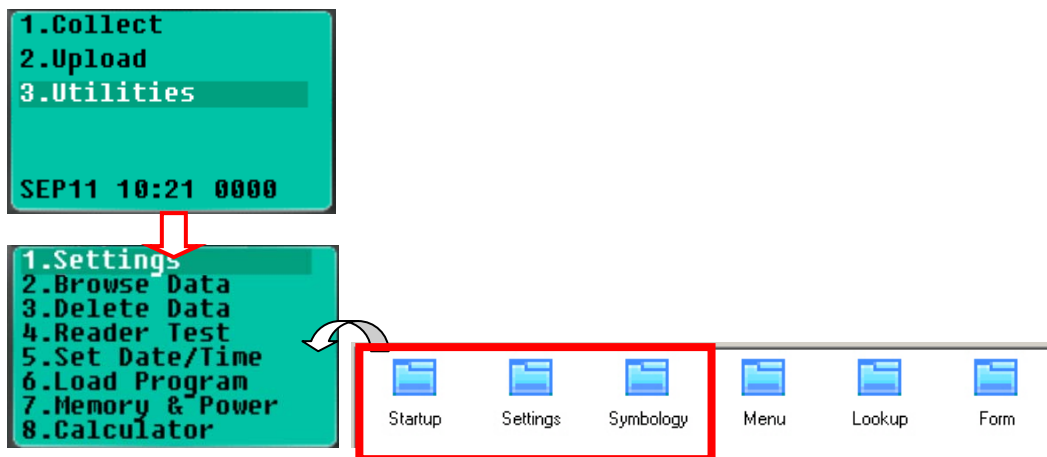 1.Collect
2.Upload
3.Utilities
SEP11 10:21 0000
1.Settings
2.Browse Data
3.Delete Data
4.Reader Test
5.Set Date/Time
6.Load Program
7.Memory & Power
8.Calculator
Startup Settings Symbology Menu Lookup Form